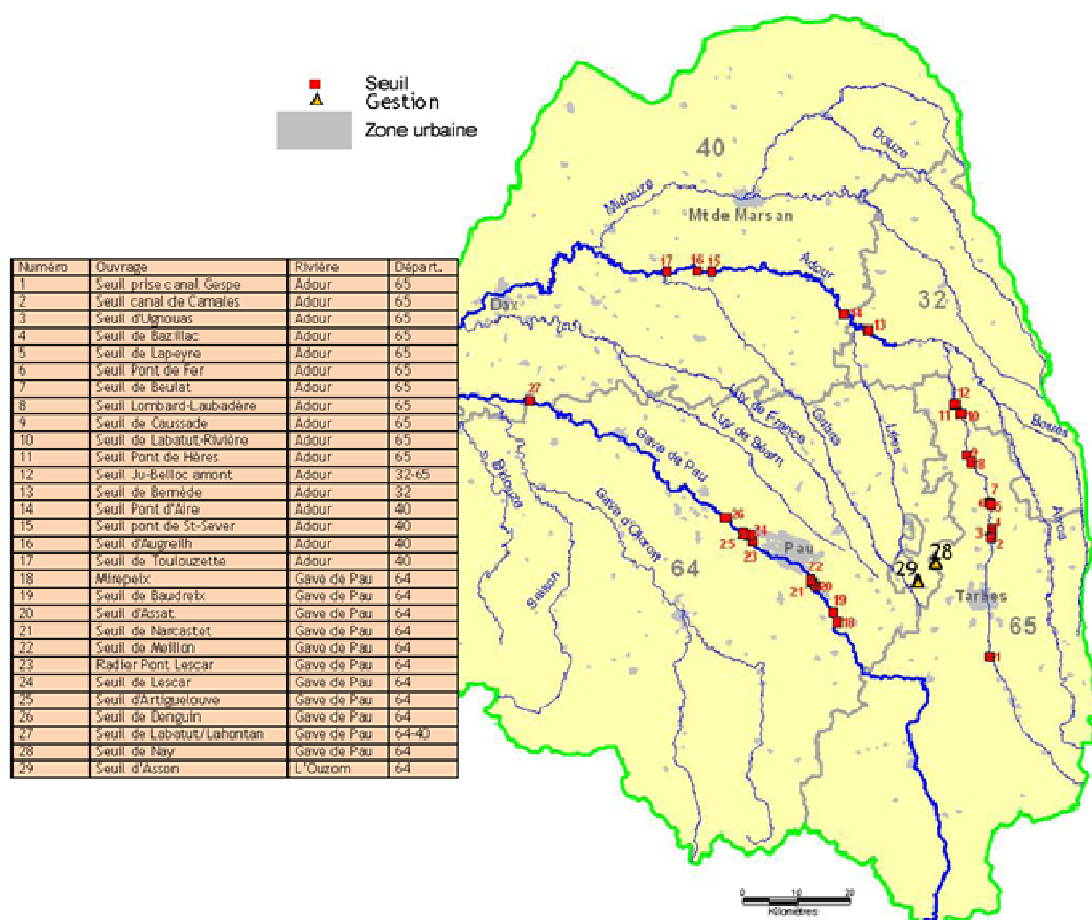 Seuil
Gestion
Zone urbaine
Numéro Ouvrage Rivière Départ.
1 Seuil prise canal Gespe Adour 65
2 Seuil canal de Camales Adour 65
3 Seuil d'Ugnouas Adour 65
4 Seuil de Bazillac Adour 65
5 Seuil de Lapeyre Adour 65
6 Seuil Pont de Fer Adour 65
7 Seuil de Beulat Adour 65
8 Seuil Lombard-Laubadère Adour 65
9 Seuil de Caussade Adour 65
10 Seuil de Labatut-Rivière Adour 65
11 Seuil Pont de Hères Adour 65
12 Seuil Ju-Belloc amont Adour 32-65
13 Seuil de Bernède Adour 32
14 Seuil Pont d'Aire Adour 40
15 Seuil pont de St-Sever Adour 40
16 Seuil d'Augreilh Adour 40
17 Seuil de Toulouzette Adour 40
18 Mirepeix Gave de Pau 64
19 Seuil de Baudreix Gave de Pau 64
20 Seuil d'Assat Gave de Pau 64
21 Seuil de Narcastet Gave de Pau 64
22 Seuil de Meillon Gave de Pau 64
23 Radier Pont Lescar Gave de Pau 64
24 Seuil de Lescar Gave de Pau 64
25 Seuil d'Artiguelouve Gave de Pau 64
26 Seuil de Denguin Gave de Pau 64
27 Seuil de Labatut/Lahontan Gave de Pau 64-40
28 Seuil de Nay Gave de Pau 64
29 Seuil d'Asson L'Ouzom 64
40
Douze
Midouze
Mt de Marsan
17 16 15
Adour
32
Dax
14
13
27
12
11 10
Luy de France
Luy de Béarn
Gabas
Lées
Bouès
Gave de Pau
9
8
Bidouze
Gave d'Oloron
7
5
26
24
25
23
Pau
4
3
2
Arros
28
29
64
22
21 20
Saison
Tarbes
19
18
65
1
0 10 20
Kilomètres